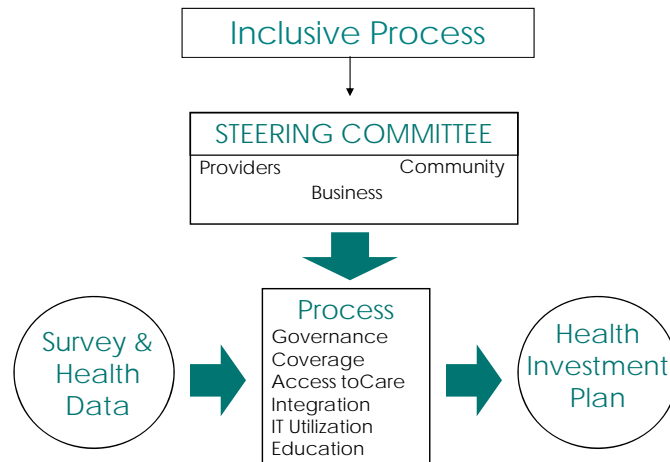 Inclusive Process
STEERING COMMITTEE
Providers Community
Business
Survey &
Health
Data
Process
Governance
Coverage
Access toCare
Integration
IT Utilization
Education
Health
Investment
Plan